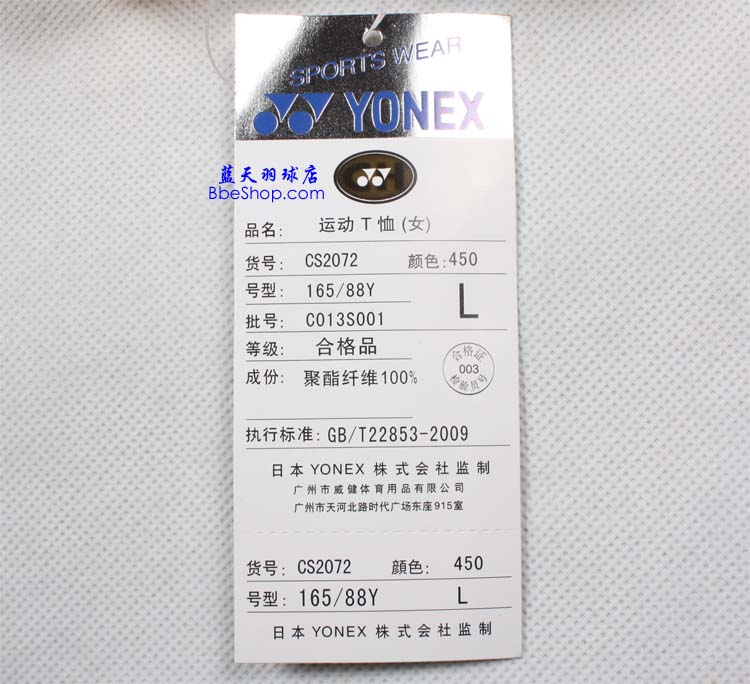 SPORTS WEAR
YONEX
蓝天羽球店
BbeShop.com
品名: 运动T恤(女)
货号: CS2072 颜色: 450
号型: 165/88Y L
批号: C013S001
等级: 合格品
合格证
003
检验员号
成份: 聚酯纤维100%
执行标准: GB/T22853-2009
日本 YONEX 株式会社监制
广州市威健体育用品有限公司
广州市天河北路时代广场东座915室
货号: CS2072 顔色: 450
号型: 165/88Y L
日本 YONEX 株式会社监制